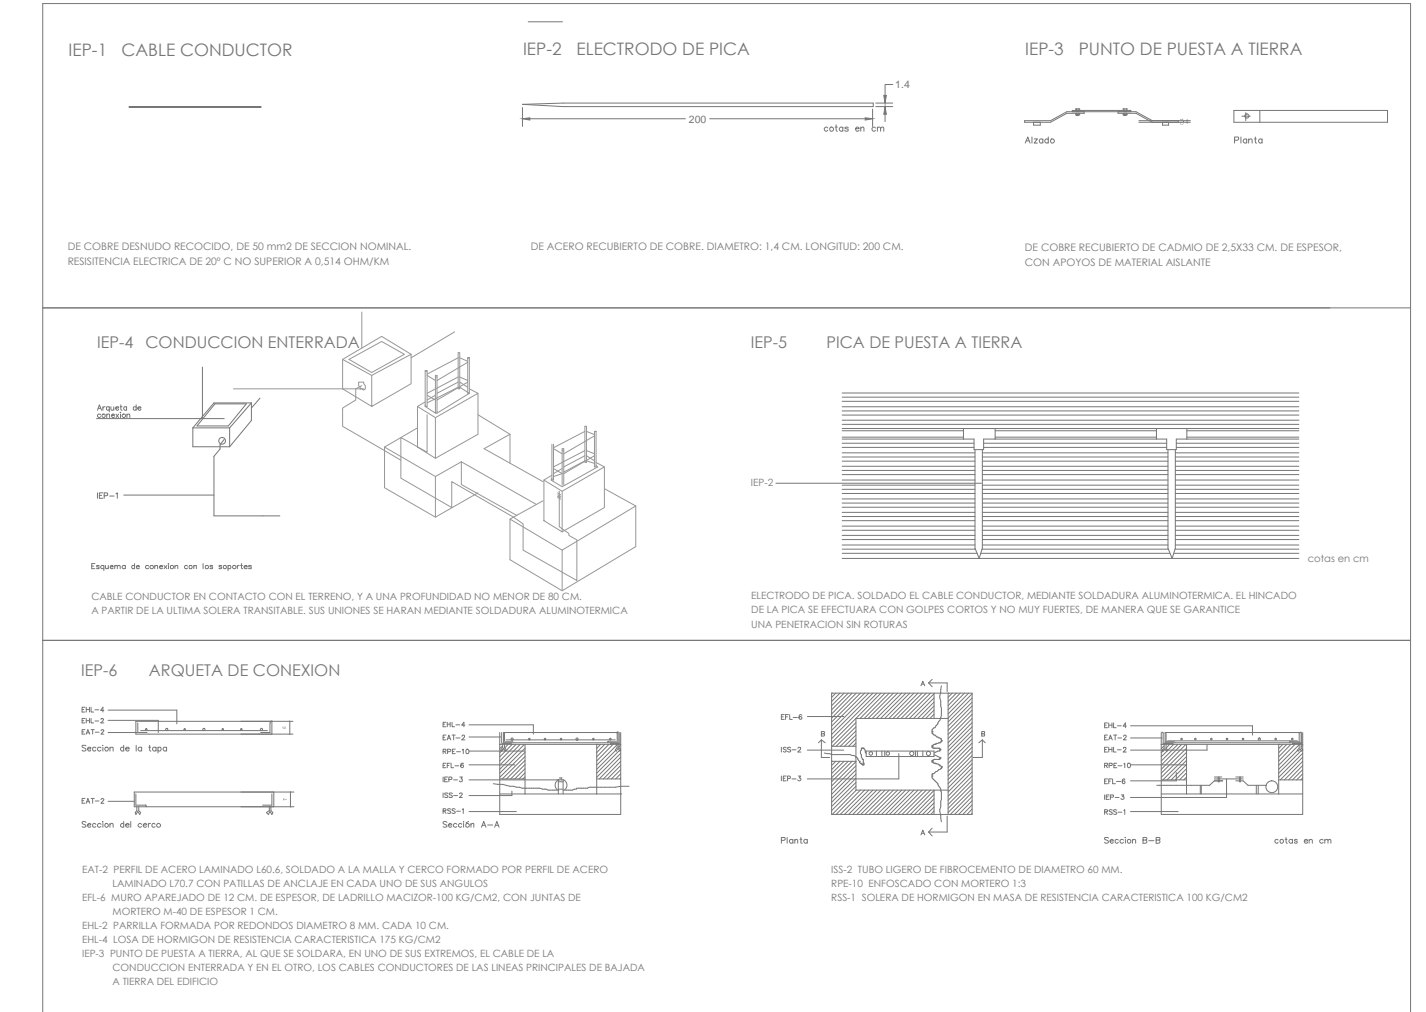 IEP-1 CABLE CONDUCTOR
DE COBRE DESNUDO RECOCIDO, DE 50 mm2 DE SECCION NOMINAL.
RESISITENCIA ELECTRICA DE 20º C NO SUPERIOR A 0,514 OHM/KM
IEP-2 ELECTRODO DE PICA
1.4
200
cotas en cm
DE ACERO RECUBIERTO DE COBRE. DIAMETRO: 1,4 CM. LONGITUD: 200 CM.
IEP-3 PUNTO DE PUESTA A TIERRA
Alzado
Planta
DE COBRE RECUBIERTO DE CADMIO DE 2,5X33 CM. DE ESPESOR,
CON APOYOS DE MATERIAL AISLANTE
IEP-4 CONDUCCION ENTERRADA
Arqueta de
conexion
IEP-1
Esquema de conexion con los soportes
CABLE CONDUCTOR EN CONTACTO CON EL TERRENO, Y A UNA PROFUNDIDAD NO MENOR DE 80 CM.
A PARTIR DE LA ULTIMA SOLERA TRANSITABLE. SUS UNIONES SE HARAN MEDIANTE SOLDADURA ALUMINOTERMICA
IEP-5 PICA DE PUESTA A TIERRA
IEP-2
cotas en cm
ELECTRODO DE PICA. SOLDADO EL CABLE CONDUCTOR, MEDIANTE SOLDADURA ALUMINOTERMICA. EL HINCADO
DE LA PICA SE EFECTUARA CON GOLPES CORTOS Y NO MUY FUERTES, DE MANERA QUE SE GARANTICE
UNA PENETRACION SIN ROTURAS
IEP-6 ARQUETA DE CONEXION
EHL-4
EHL-2
EAT-2
Seccion de la tapa
EAT-2
Seccion del cerco
EHL-4
EAT-2
RPE-10
EFL-6
IEP-3
ISS-2
RSS-1
Sección A-A
A
EFL-6
B
B
ISS-2
IEP-3
A
Planta
EHL-4
EAT-2
EHL-2
RPE-10
EFL-6
IEP-3
RSS-1
Seccion B-B
cotas en cm
EAT-2 PERFIL DE ACERO LAMINADO L60.6, SOLDADO A LA MALLA Y CERCO FORMADO POR PERFIL DE ACERO
LAMINADO L70.7 CON PATILLAS DE ANCLAJE EN CADA UNO DE SUS ANGULOS
EFL-6 MURO APAREJADO DE 12 CM. DE ESPESOR, DE LADRILLO MACIZOR-100 KG/CM2, CON JUNTAS DE
MORTERO M-40 DE ESPESOR 1 CM.
EHL-2 PARRILLA FORMADA POR REDONDOS DIAMETRO 8 MM. CADA 10 CM.
EHL-4 LOSA DE HORMIGON DE RESISTENCIA CARACTERISTICA 175 KG/CM2
IEP-3 PUNTO DE PUESTA A TIERRA, AL QUE SE SOLDARA, EN UNO DE SUS EXTREMOS, EL CABLE DE LA
CONDUCCION ENTERRADA Y EN EL OTRO, LOS CABLES CONDUCTORES DE LAS LINEAS PRINCIPALES DE BAJADA
A TIERRA DEL EDIFICIO
ISS-2 TUBO LIGERO DE FIBROCEMENTO DE DIAMETRO 60 MM.
RPE-10 ENFOSCADO CON MORTERO 1:3
RSS-1 SOLERA DE HORMIGON EN MASA DE RESISTENCIA CARACTERISTICA 100 KG/CM2